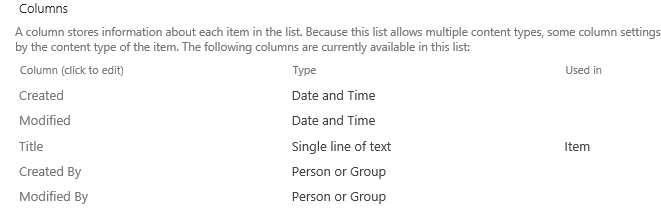 Columns
A column stores information about each item in the list. Because this list allows multiple content types, some column settings
by the content type of the item. The following columns are currently available in this list:
Column (click to edit) Type Used in
Created Date and Time
Modified Date and Time
Title Single line of text Item
Created By Person or Group
Modified By Person or Group